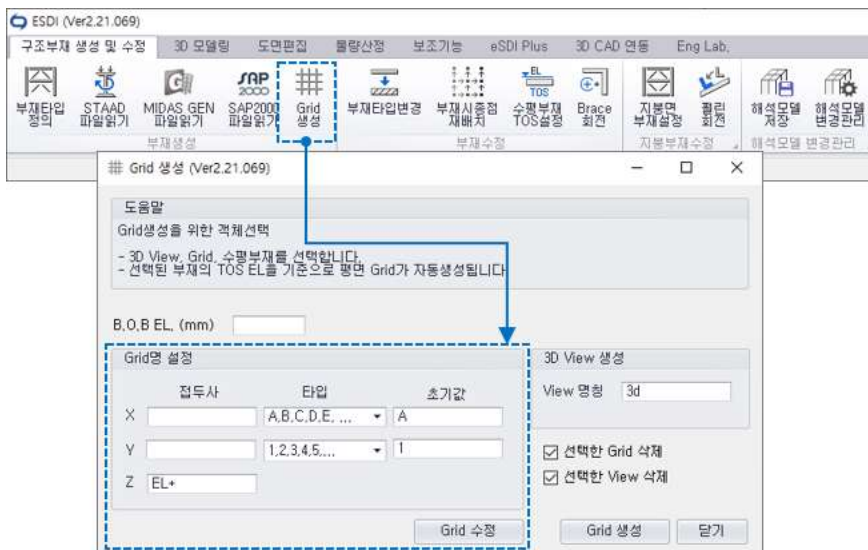 ESDI (Ver2.21.069)
구조부재 생성 및 수정 3D 모델링 도면편집 물량산정 보조기능 eSDI Plus 3D CAD 연동 Eng Lab.
부재타입 정의
STAAD 파일읽기
MIDAS GEN 파일읽기
SAP2000 파일읽기
Grid 생성
부재타입변경
부재시종점 재배치
수평부재 TOS설정
Brace 회전
지붕면 부재설정
퍌린 회전
해석모델 저장
해석모델 변경관리
부재생성 부재수정 지붕부재수정 해석모델 변경관리
Grid 생성 (Ver2.21.069)
도움말
Grid생성을 위한 객체선택
- 3D View, Grid, 수평부재를 선택합니다.
- 선택된 부재의 TOS EL을 기준으로 평면 Grid가 자동생성됩니다
B.O.B EL. (mm)
Grid명 설정 3D View 생성
접두사 타입 초기값 View 명칭 3d
X A,B,C,D,E, ... A
Y 1,2,3,4,5,... 1 선택한 Grid 삭제
Z EL+ 선택한 View 삭제
Grid 수정 Grid 생성 닫기